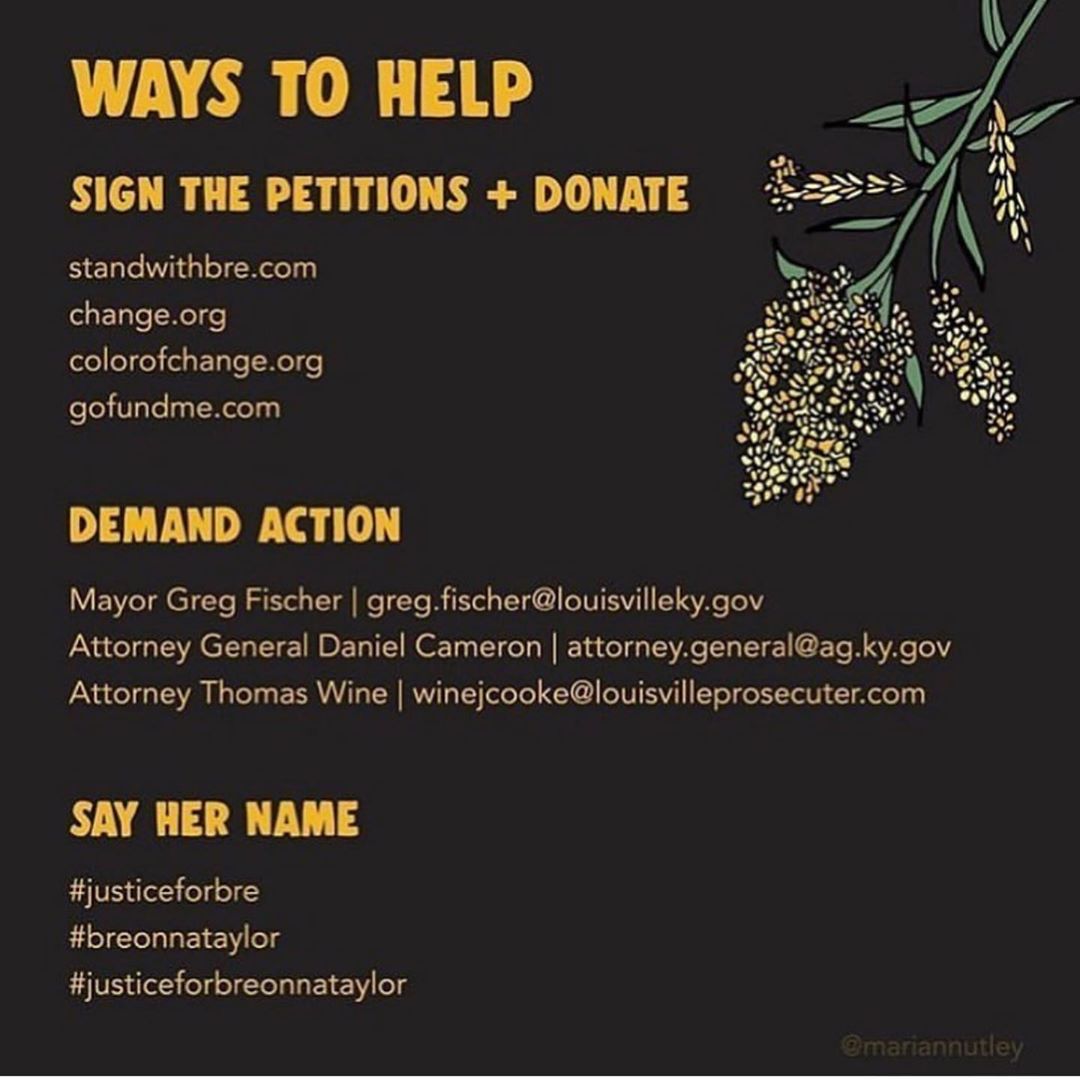 WAYS TO HELP
SIGN THE PETITIONS + DONATE
standwithbre.com
change.org
colorofchange.org
gofundme.com
DEMAND ACTION
Mayor Greg Fischer | greg.fischer@louisvilleky.gov
Attorney General Daniel Cameron | attorney.general@ag.ky.gov
Attorney Thomas Wine | winejcooke@louisvilleprosecuter.com
SAY HER NAME
#justiceforbre
#breonnataylor
#justiceforbreonnataylor
@mariannutley